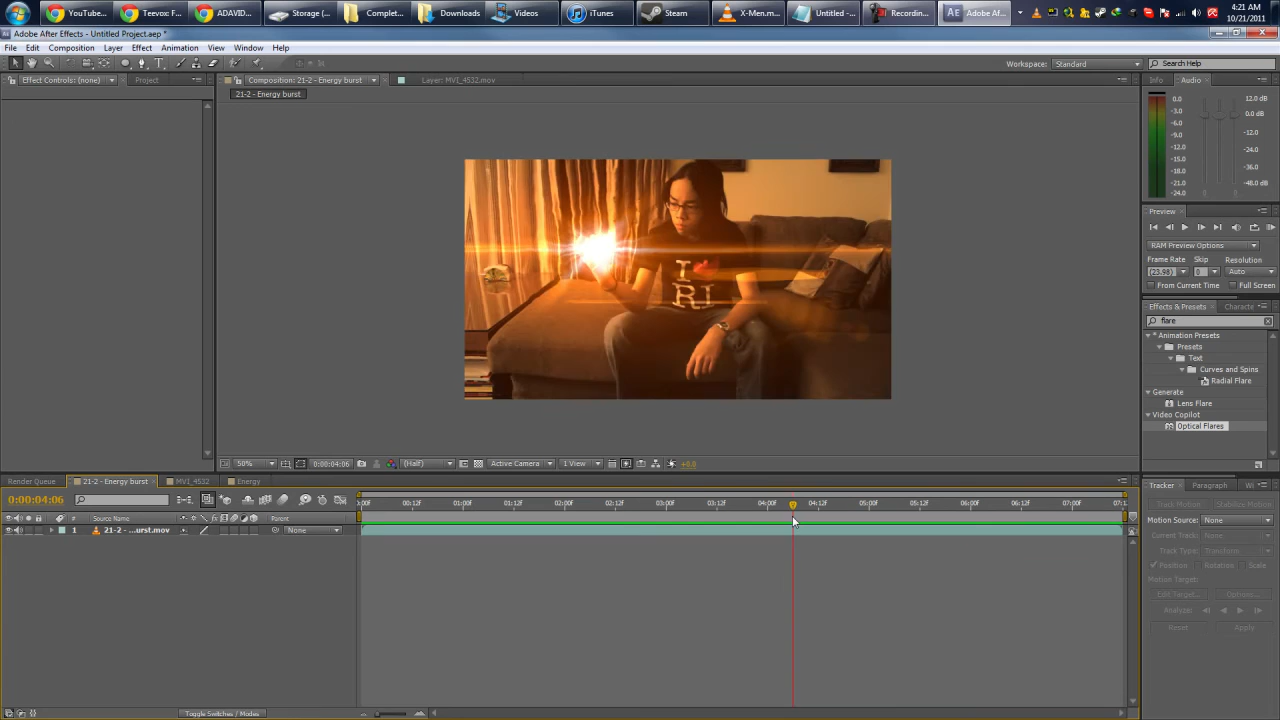 YouTube...
Teevox: F...
ADAVID...
Storage (...
Complet...
Downloads
Videos
iTunes
Steam
X-Men.m...
Untitled -...
Recordin...
Adobe Af...
4:21 AM
10/21/2011
Adobe After Effects - Untitled Project.aep *
File Edit Composition Layer Effect Animation View Window Help
Workspace: Standard
Search Help
Effect Controls: (none)
Project
Composition: 21-2 - Energy burst
Layer: MVI_4532.mov
Info
Audio
21-2 - Energy burst
0.0
-3.0
-6.0
-9.0
-12.0
-15.0
-18.0
-21.0
-24.0
12.0 dB
0.0 dB
-12.0
-24.0
-36.0
-48.0 dB
I
RI
Preview
RAM Preview Options
Frame Rate Skip Resolution
(23.98) 0 Auto
From Current Time Full Screen
Effects & Presets
Characte
flare
* Animation Presets
Presets
Text
Curves and Spins
Radial Flare
Generate
Lens Flare
Video Copilot
Optical Flares
50%
0:00:04:06
(Half)
Active Camera
1 View
+0.0
Render Queue
21-2 - Energy burst
MVI_4532
Energy
0:00:04:06
:00f 00:12f 01:00f 01:12f 02:00f 02:12f 03:00f 03:12f 04:00f 04:12f 05:00f 05:12f 06:00f 06:12f 07:00f 07:1
# Source Name
Parent
1 21-2 - ...urst.mov
None
Tracker
Paragraph
Wi
Track Motion Stabilize Motion
Motion Source: None
Current Track: None
Track Type: Transform
Position Rotation Scale
Motion Target:
Edit Target... Options...
Analyze:
Reset Apply
Toggle Switches / Modes